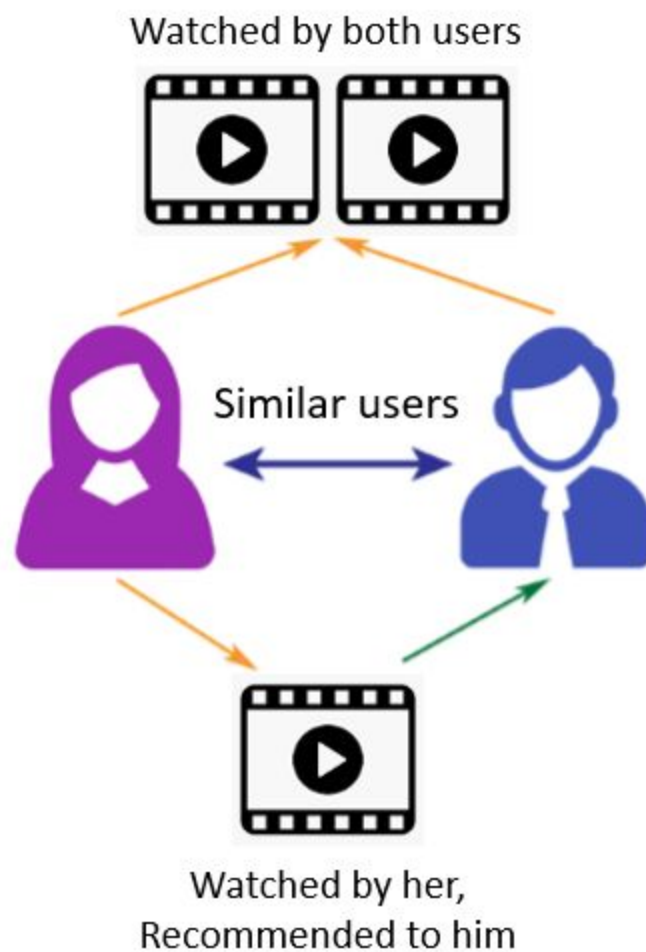 Watched by both users
Similar users
Watched by her,
Recommended to him